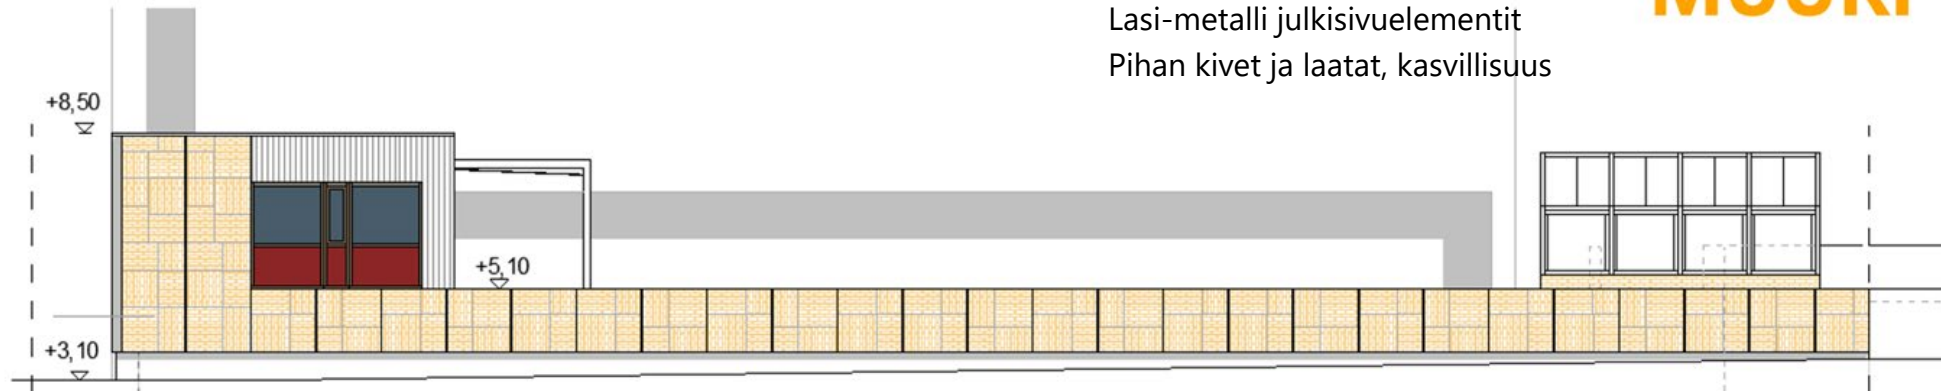 Lasi-metalli julkisivuelementit
Pihan kivet ja laatat, kasvillisuus
+8,50
+5,10
+3,10